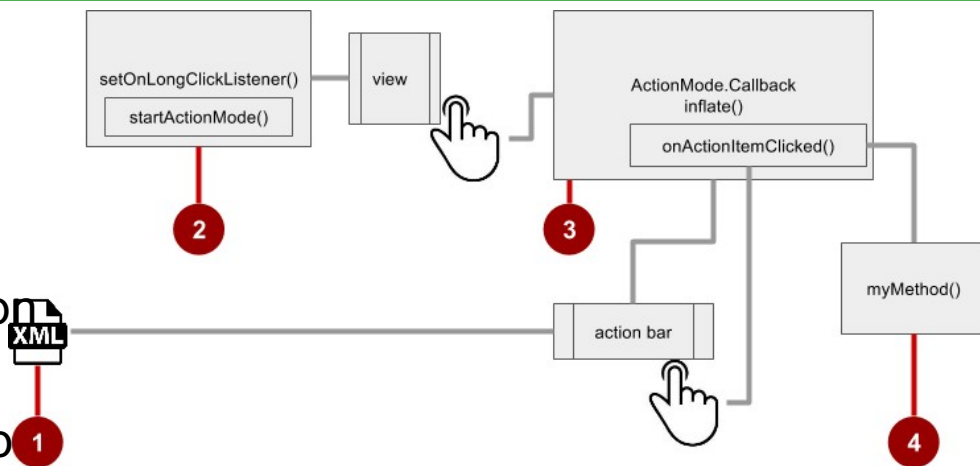 setOnLongClickListener()
startActionMode()
view
ActionMode.Callback
inflate()
onActionItemClicked()
2
3
myMethod()
XML
action bar
1
4